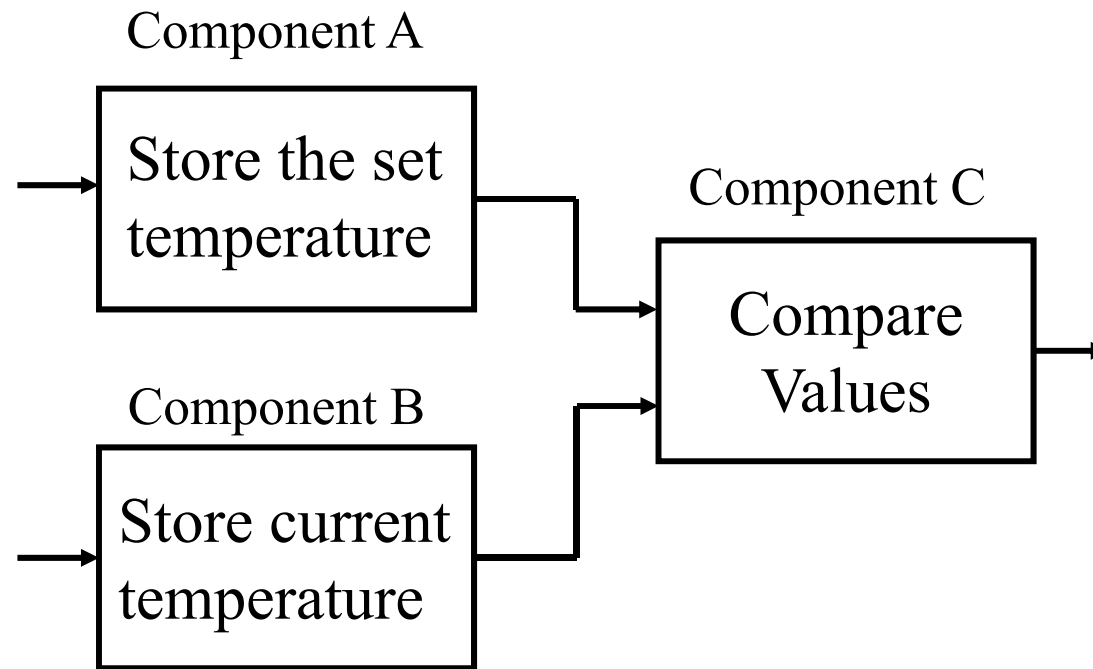 Component A
Store the set
temperature
Component B
Store current
temperature
Component C
Compare
Values